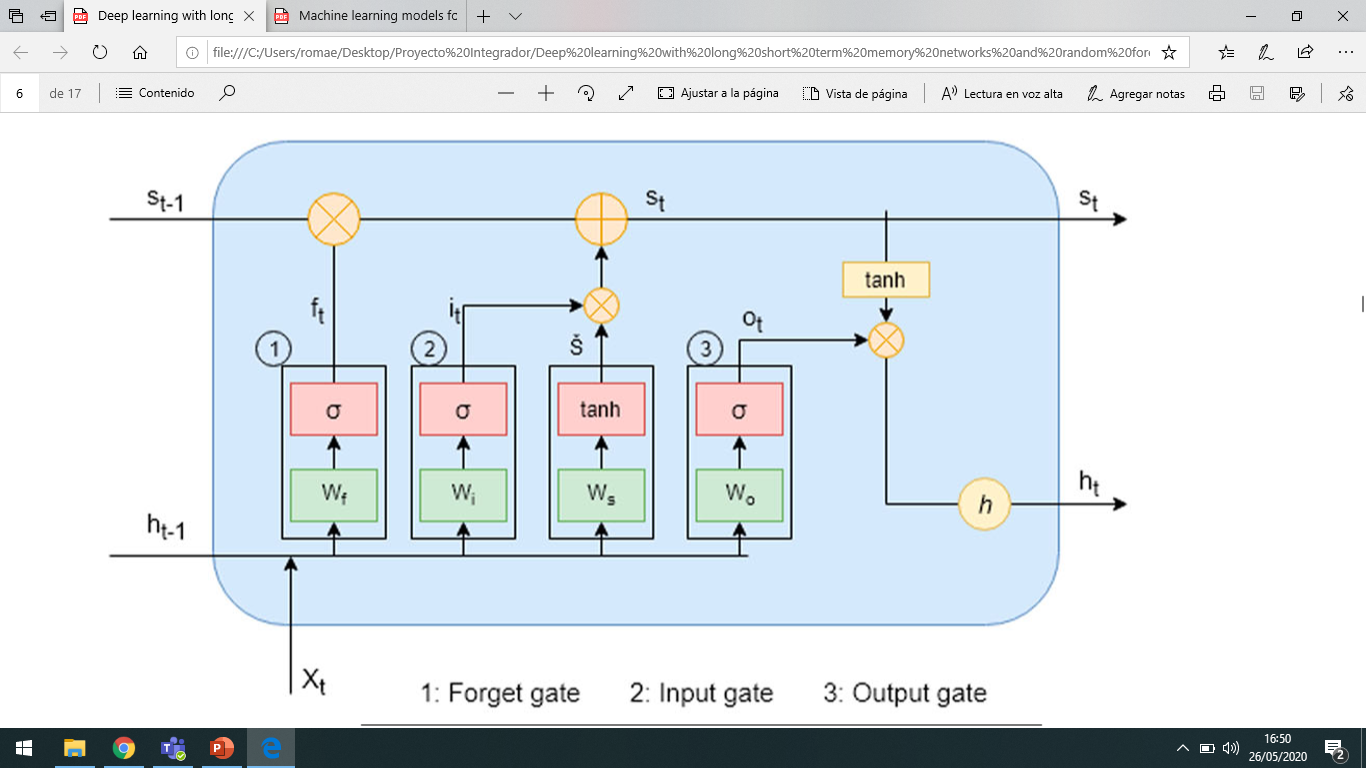 Deep learning with long
Machine learning models fo
file:///C:/Users/romae/Desktop/Proyecto%20Integrador/Deep%20learning%20with%20long%20short%20term%20memory%20networks%20and%20random%20for
6 de 17 Contenido Ajustar a la página Vista de página Lectura en voz alta Agregar notas
st-1 st st
tanh
ft it ot
š
1 2 3
σ σ tanh σ
Wf Wi Ws Wo
h ht
ht-1
Xt
1: Forget gate 2: Input gate 3: Output gate
16:50
26/05/2020
2